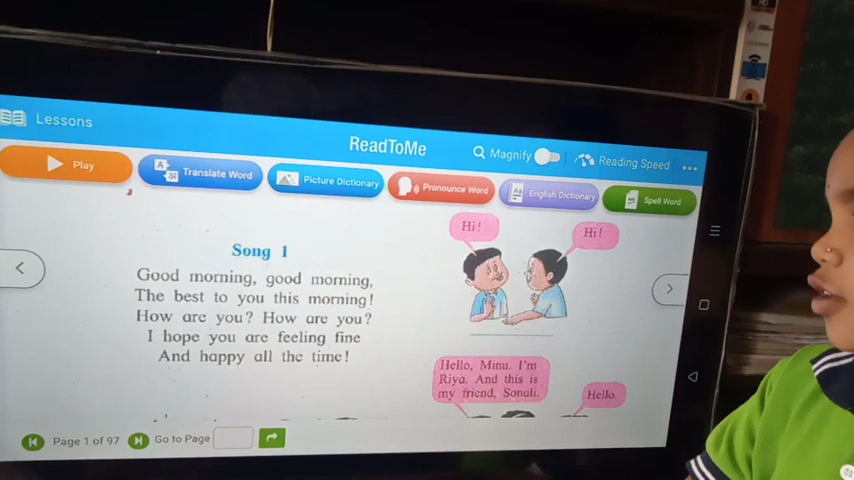 Lessons
ReadToMe
Magnify
Reading Speed
Play
Translate Word
Picture Dictionary
Pronounce Word
English Dictionary
Spell Word
Song 1
Good morning, good morning,
The best to you this morning!
How are you? How are you?
I hope you are feeling fine
And happy all the time!
Hi!
Hi!
Hello, Minu. I'm
Riya. And this is
my friend, Sonali.
Hello.
Page 1 of 97
Go to Page